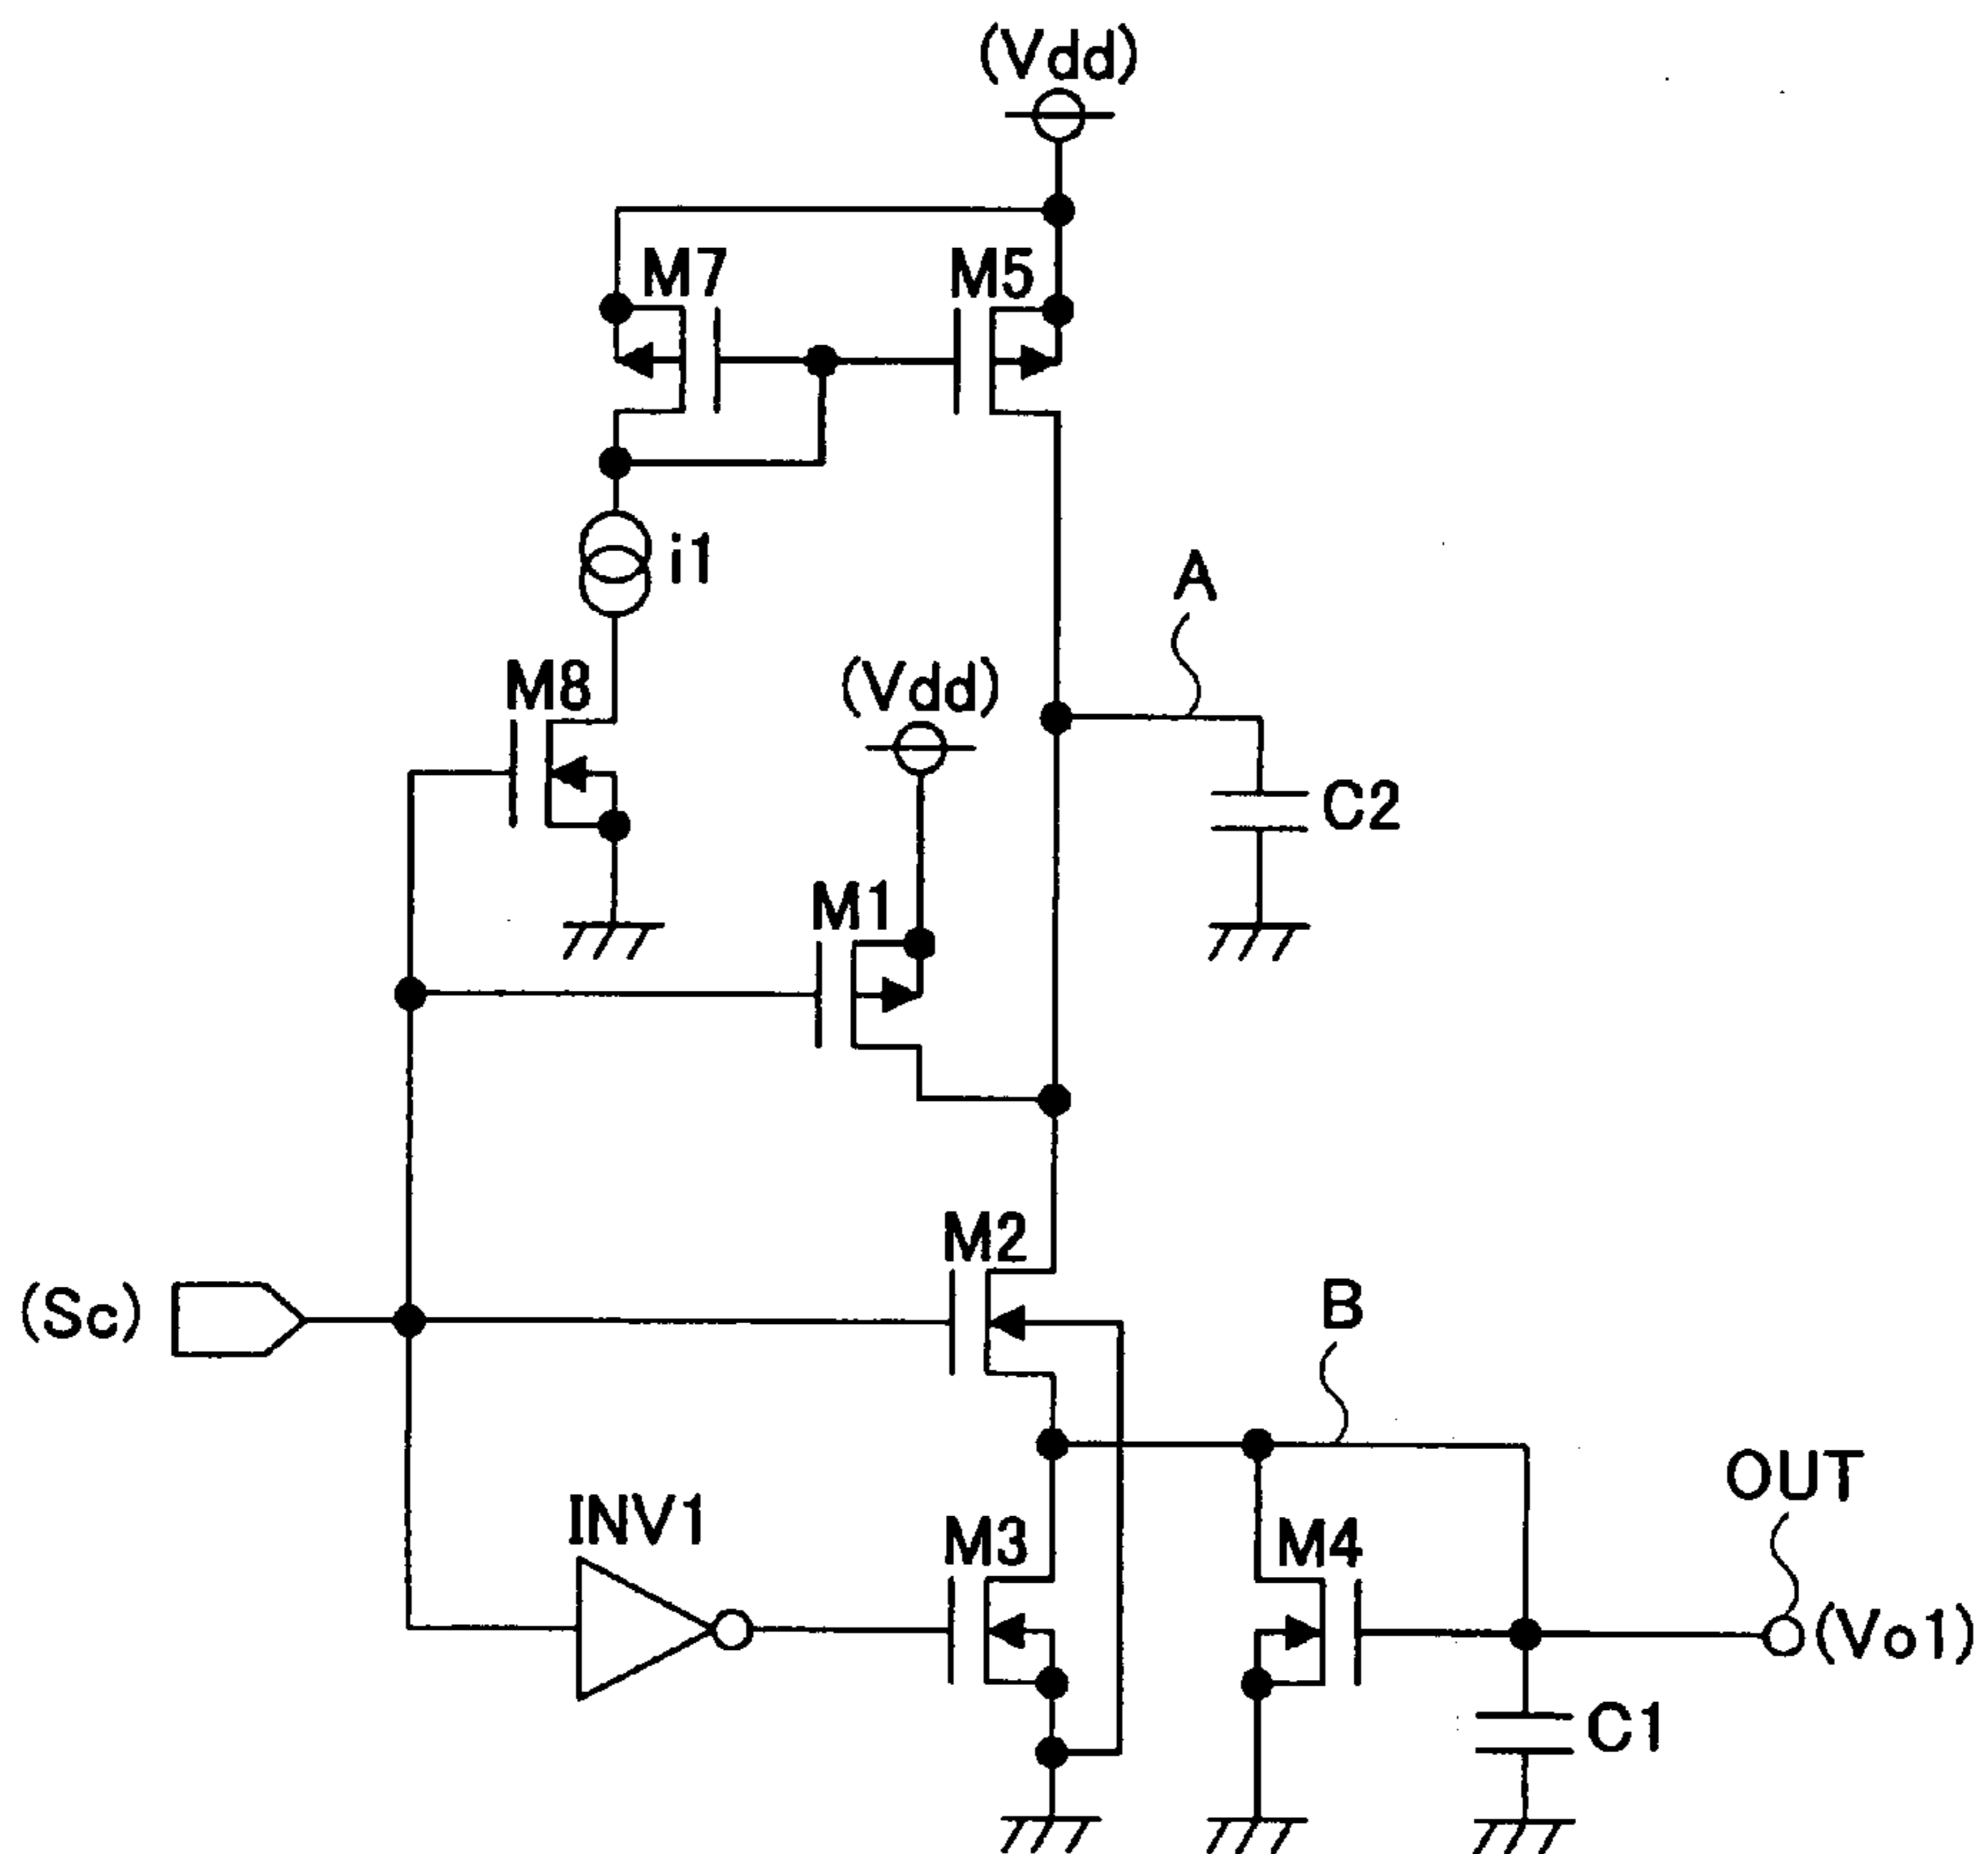 (Vdd)
M7
M5
i1
A
M8
(Vdd)
C2
M1
M2
(Sc)
B
OUT
INV1
M3
M4
(Vo1)
C1